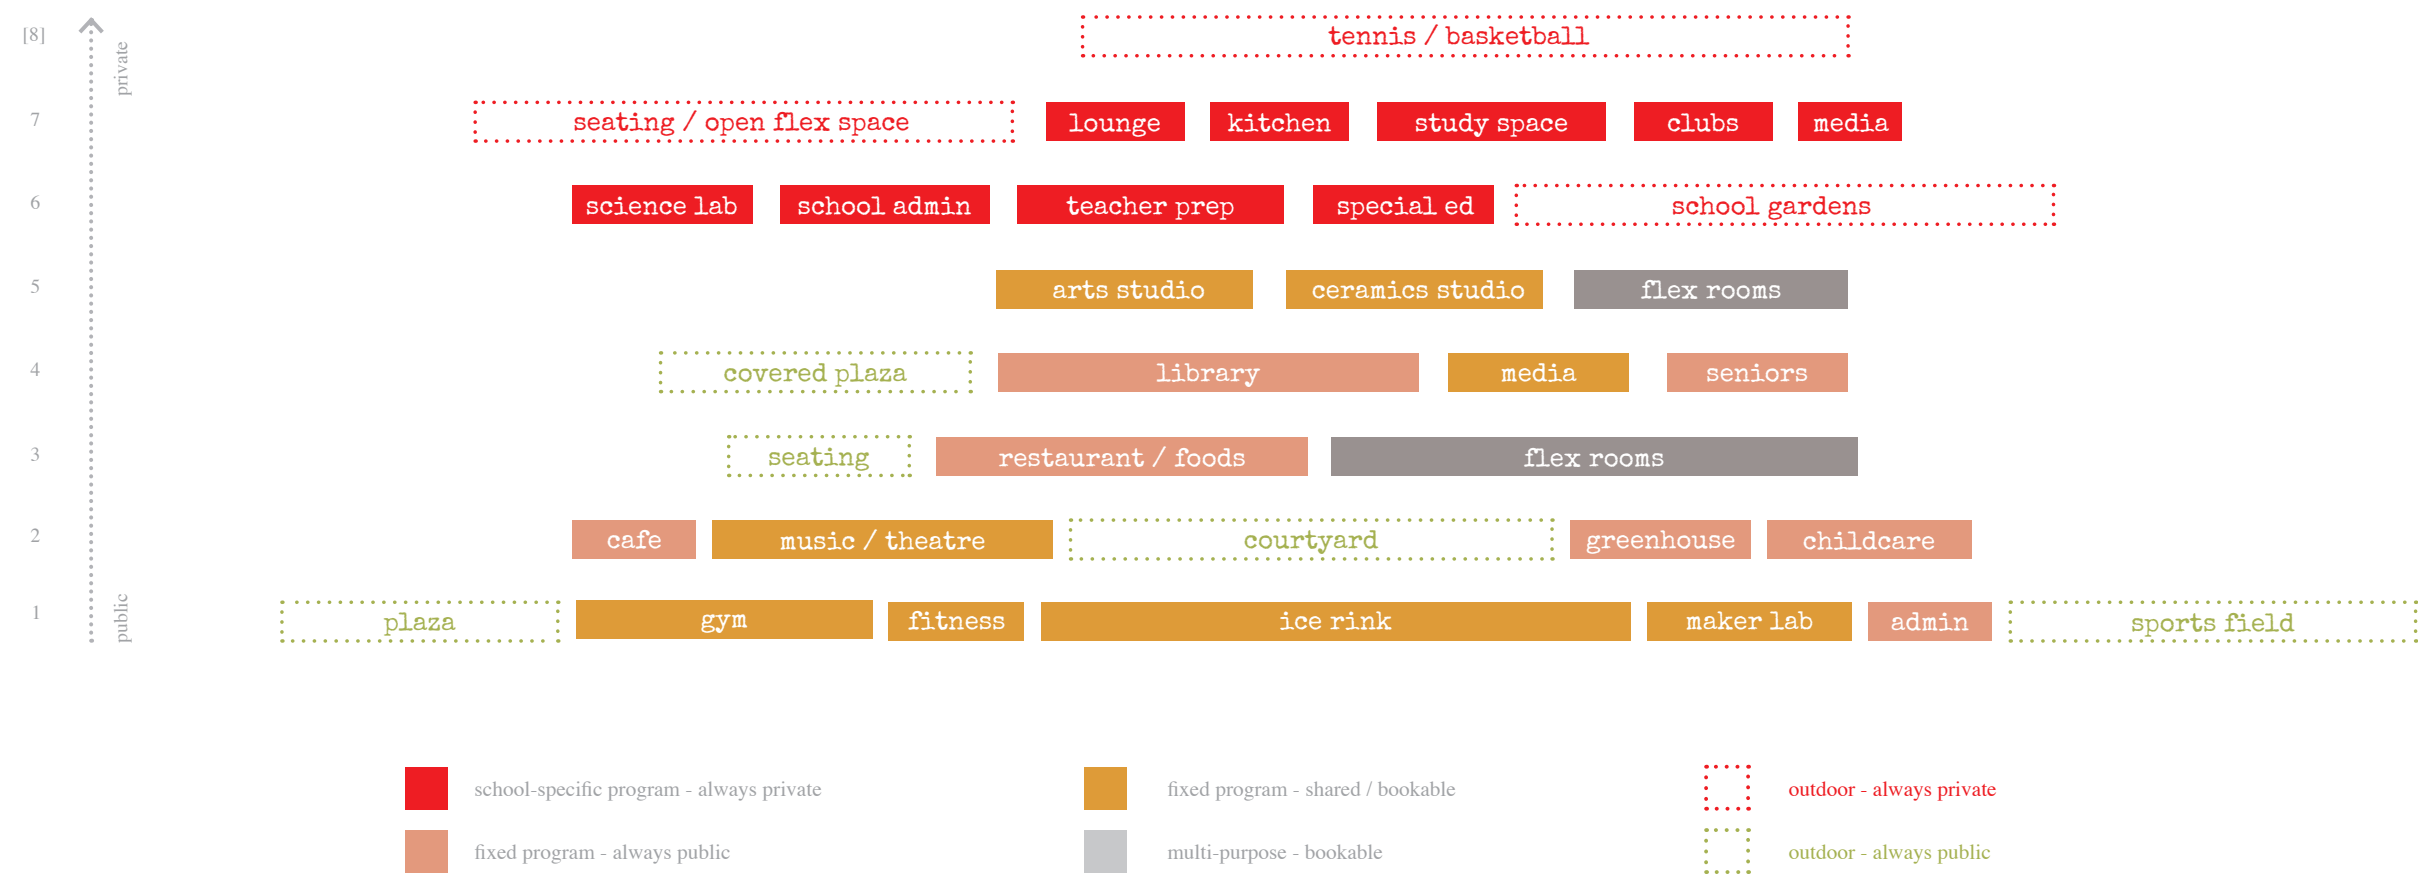 [8]
private
tennis / basketball
7
seating / open flex space
lounge
kitchen
study space
clubs
media
6
science lab
school admin
teacher prep
special ed
school gardens
5
arts studio
ceramics studio
flex rooms
4
covered plaza
library
media
seniors
3
seating
restaurant / foods
flex rooms
2
cafe
music / theatre
courtyard
greenhouse
childcare
1
public
plaza
gym
fitness
ice rink
maker lab
admin
sports field
school-specific program - always private
fixed program - shared / bookable
outdoor - always private
fixed program - always public
multi-purpose - bookable
outdoor - always public